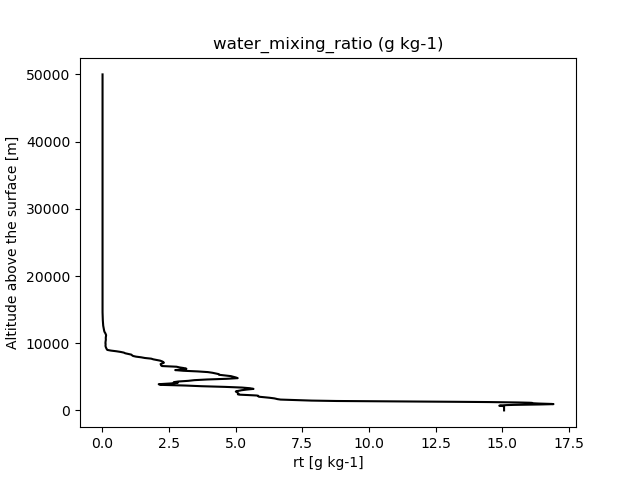 water_mixing_ratio (g kg-1)
50000
40000
30000
20000
10000
0
Altitude above the surface [m]
0.0 2.5 5.0 7.5 10.0 12.5 15.0 17.5
rt [g kg-1]